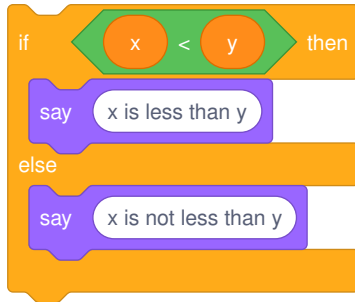 if x < y then
say x is less than y
else
say x is not less than y